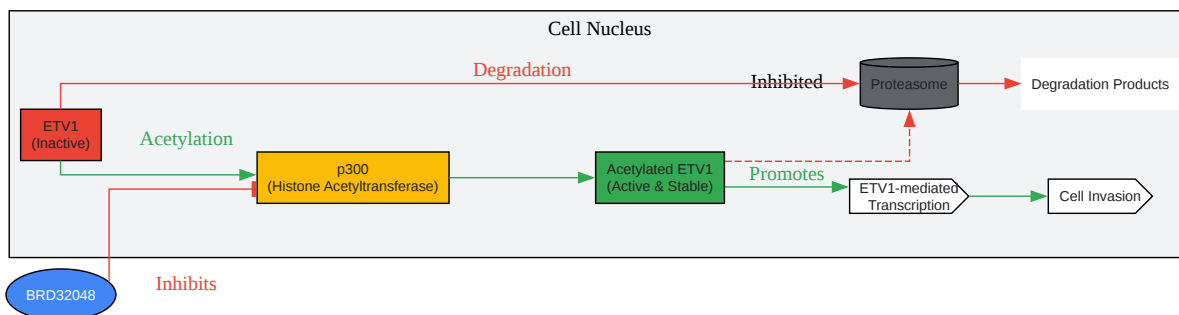 Cell Nucleus
Degradation
Inhibited
Proteasome
Degradation Products
ETV1
(Inactive)
Acetylation
p300
(Histone Acetyltransferase)
Acetylated ETV1
(Active & Stable)
Promotes
ETV1-mediated
Transcription
Cell Invasion
BRD32048
Inhibits